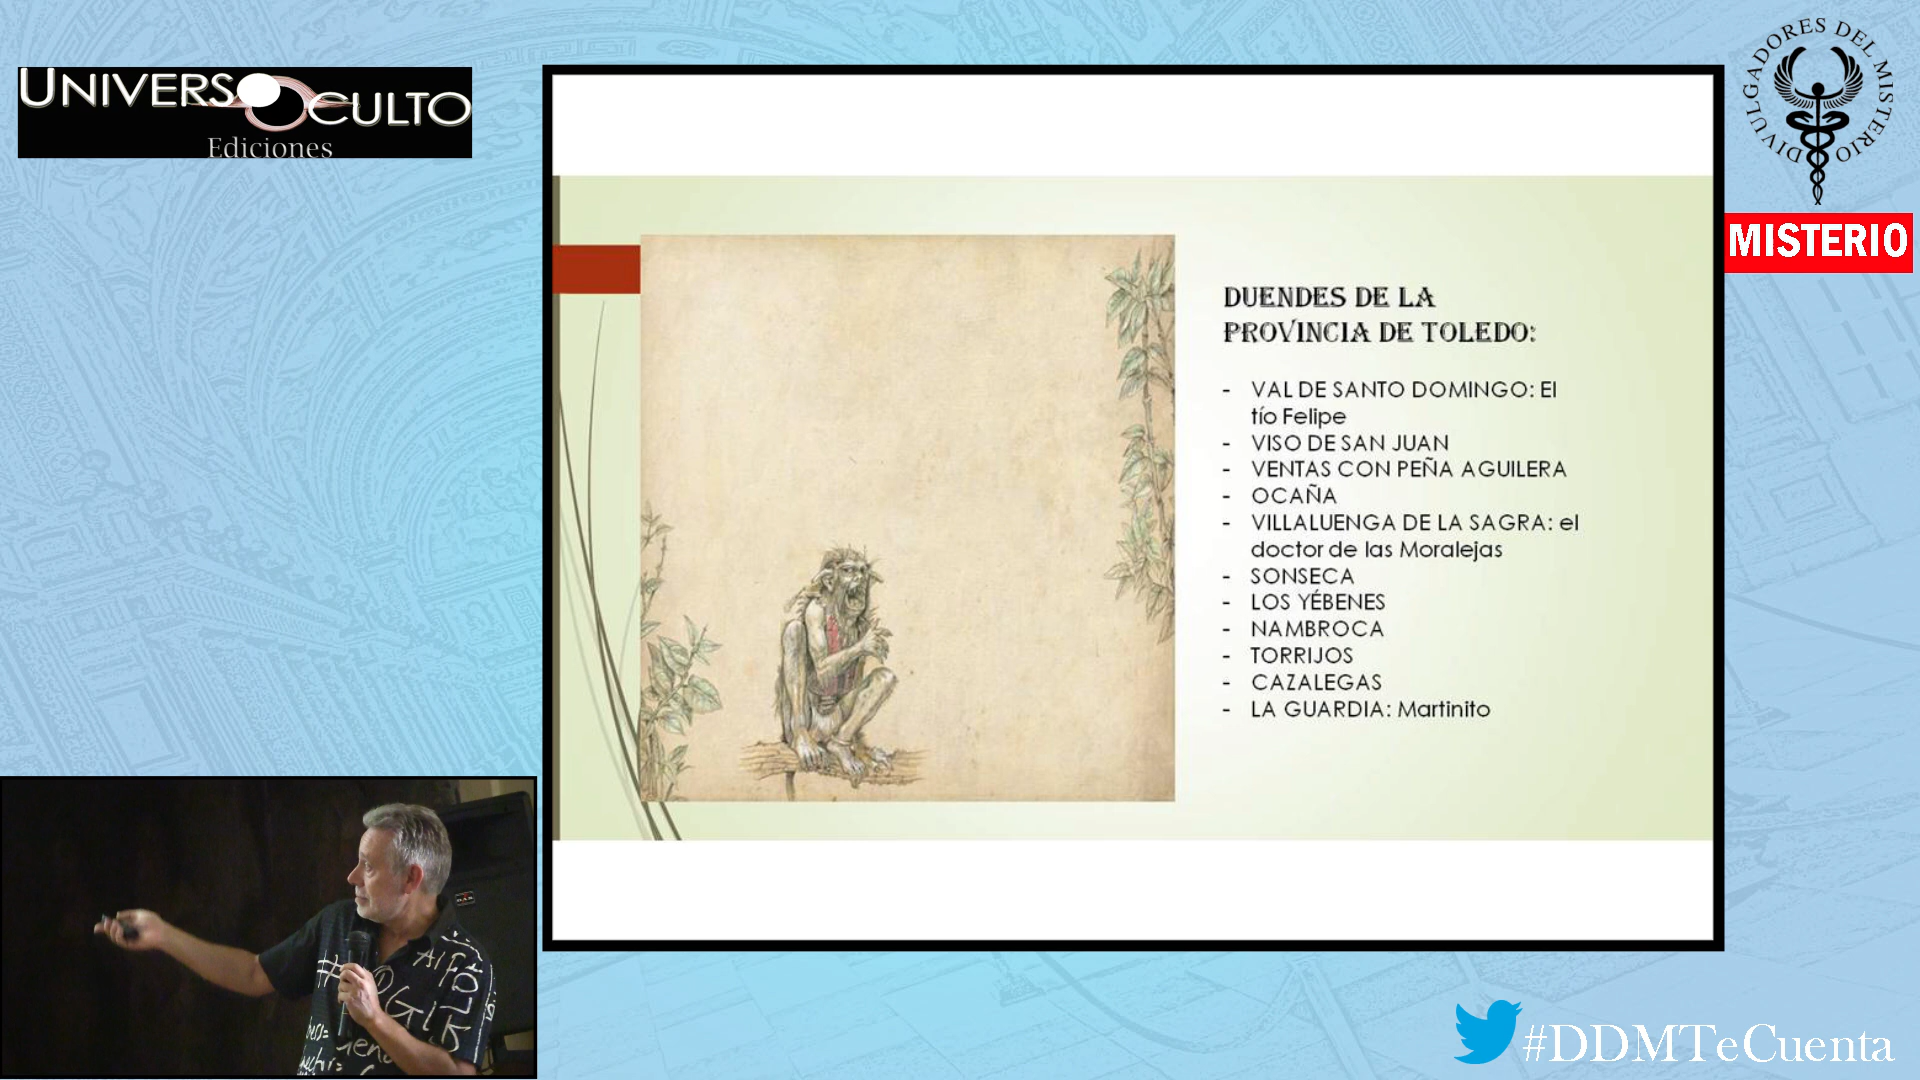 UNIVERSO OCULTO
Ediciones
DIVULGADORES DEL MISTERIO
MISTERIO
DUENDES DE LA
PROVINCIA DE TOLEDO:
- VAL DE SANTO DOMINGO: El
tío Felipe
- VISO DE SAN JUAN
- VENTAS CON PEÑA AGUILERA
- OCAÑA
- VILLALUENGA DE LA SAGRA: el
doctor de las Moralejas
- SONSECA
- LOS YÉBENES
- NAMBROCA
- TORRIJOS
- CAZALEGAS
- LA GUARDIA: Martinito
#DDMTeCuenta